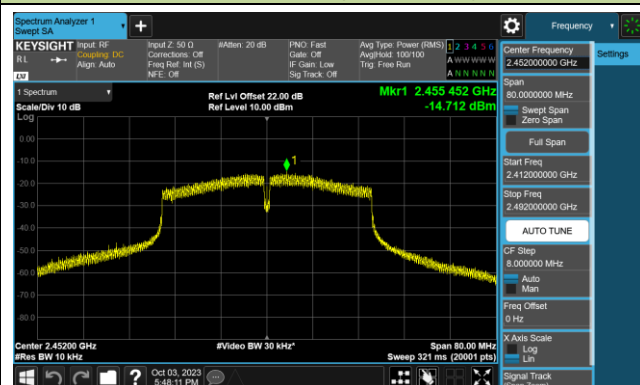 Spectrum Analyzer 1
Swept SA
Frequency
KEYSIGHT
RL
LXI
Input: RF
Coupling: DC
Align: Auto
Input Z: 50 Ω
Corrections: Off
Freq Ref: Int (S)
NFE: Off
#Atten: 20 dB
PNO: Fast
Gate: Off
IF Gain: Low
Sig Track: Off
Avg Type: Power (RMS)
Avg|Hold: 100/100
Trig: Free Run
1 2 3 4 5 6
A W W W W W
A N N N N N
1 Spectrum
Scale/Div 10 dB
Log
Ref Lvl Offset 22.00 dB
Ref Level 10.00 dBm
Mkr1 2.455 452 GHz
-14.712 dBm
0.00
-10.0
-20.0
-30.0
-40.0
-50.0
-60.0
-70.0
-80.0
1
Center 2.45200 GHz
#Res BW 10 kHz
#Video BW 30 kHz*
Span 80.00 MHz
Sweep 321 ms (20001 pts)
?
Oct 03, 2023
5:48:11 PM
Center Frequency
2.452000000 GHz
Settings
Span
80.0000000 MHz
Swept Span
Zero Span
Full Span
Start Freq
2.412000000 GHz
Stop Freq
2.492000000 GHz
AUTO TUNE
CF Step
8.000000 MHz
Auto
Man
Freq Offset
0 Hz
X Axis Scale
Log
Lin
Signal Track
(Span Zoom)